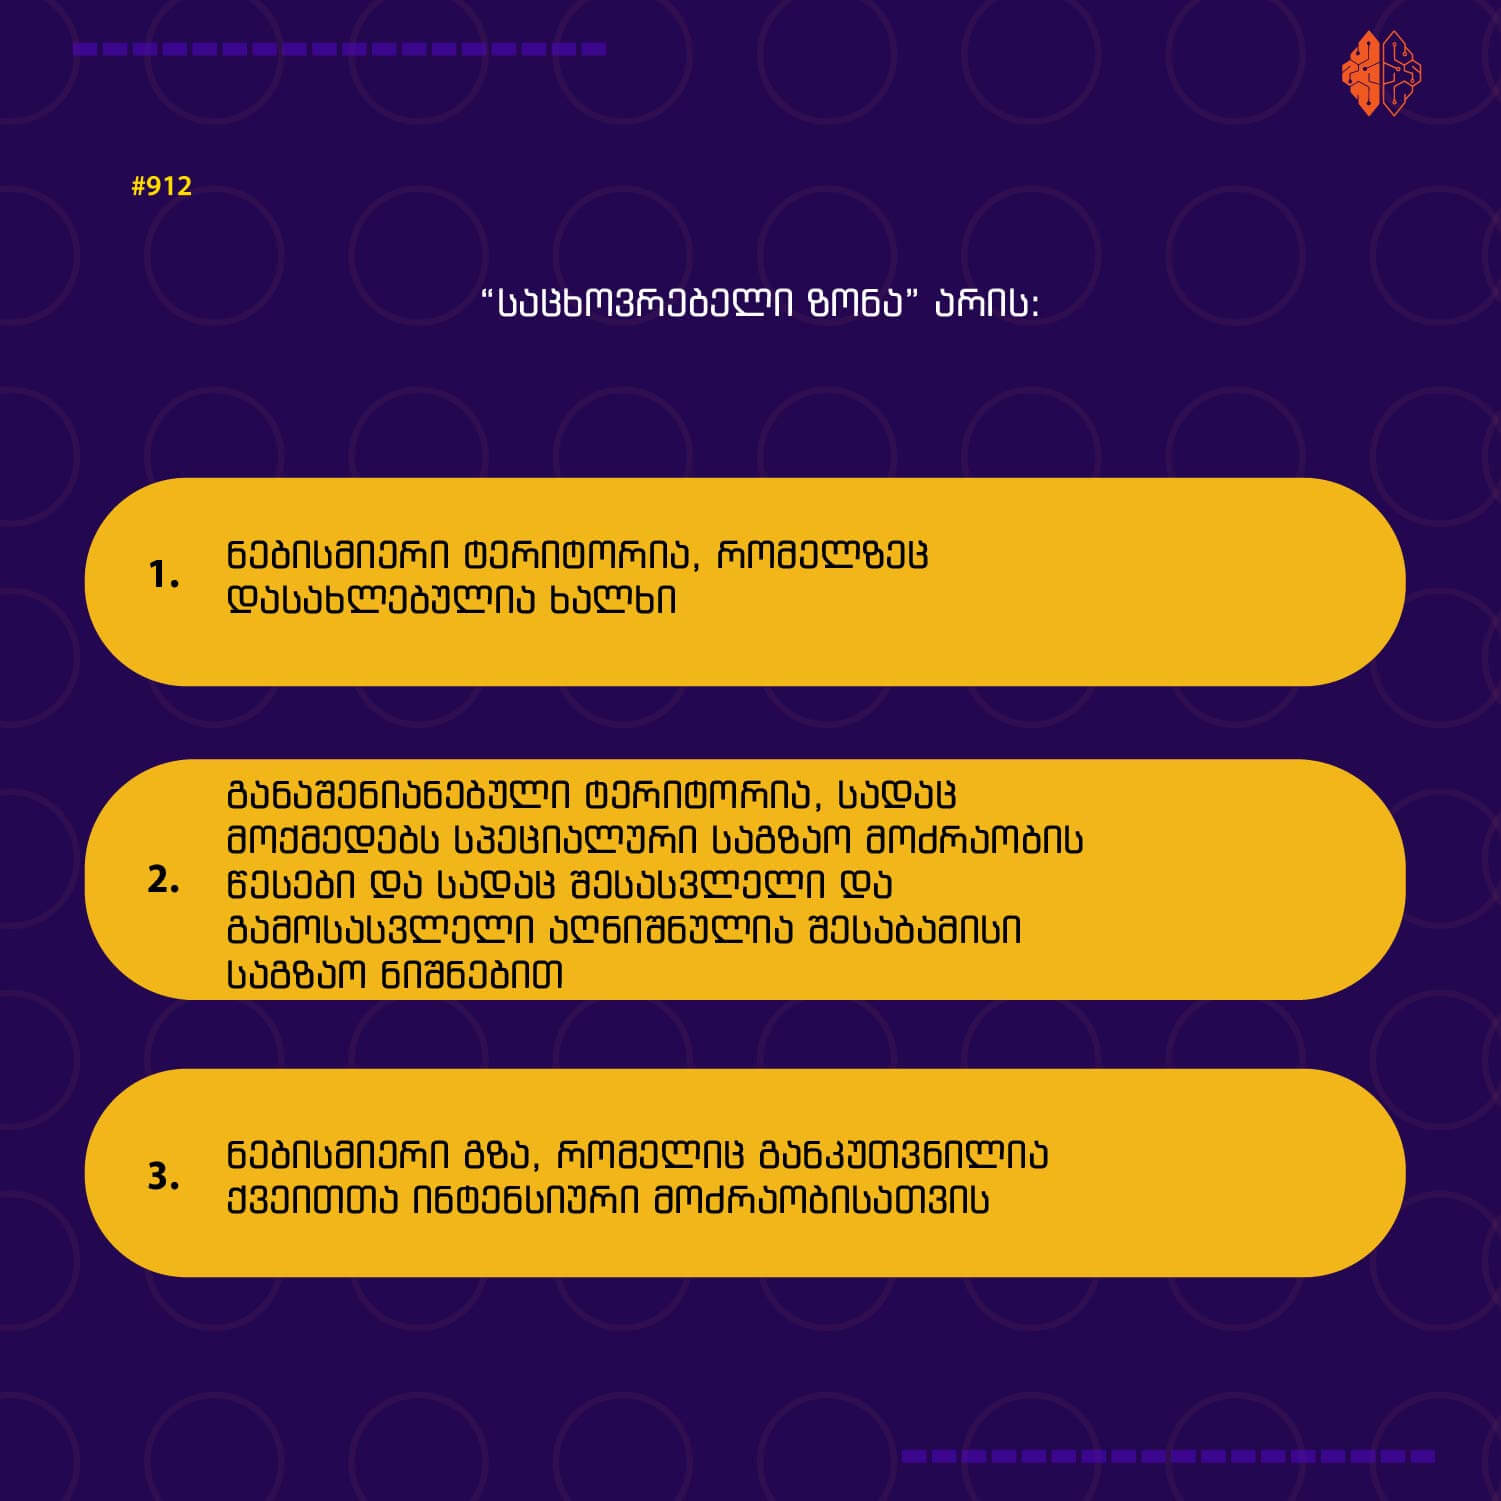 #912
“საცხოვრებელი ზონა” არის:
1.
ნებისმიერი ტერიტორია, რომელზეც
დასახლებულია ხალხი
2.
განაშენიანებული ტერიტორია, სადაც
მოქმედებს სპეციალური საგზაო მოძრაობის
წესები და სადაც შესასვლელი და
გამოსასვლელი აღნიშნულია შესაბამისი
საგზაო ნიშნებით
3.
ნებისმიერი გზა, რომელიც განკუთვნილია
ქვეითთა ინტენსიური მოძრაობისათვის